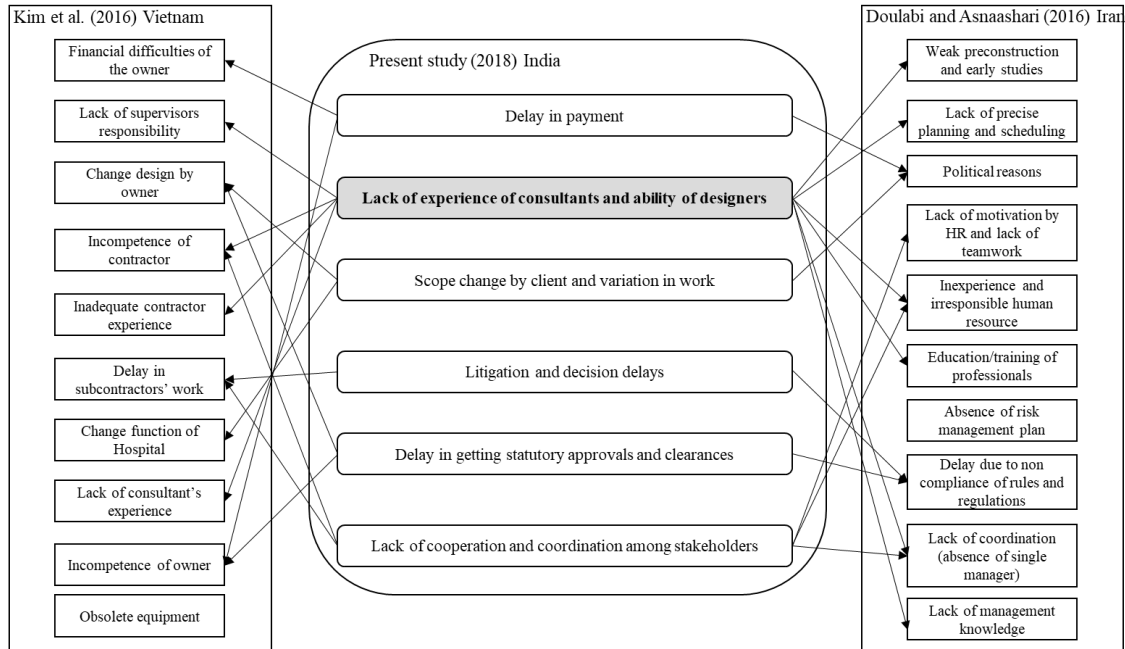 Kim et al. (2016) Vietnam
Financial difficulties of
the owner
Lack of supervisors
responsibility
Change design by
owner
Incompetence of
contractor
Inadequate contractor
experience
Delay in
subcontractors' work
Change function of
Hospital
Lack of consultant's
experience
Incompetence of owner
Obsolete equipment
Present study (2018) India
Delay in payment
Lack of experience of consultants and ability of designers
Scope change by client and variation in work
Litigation and decision delays
Delay in getting statutory approvals and clearances
Lack of cooperation and coordination among stakeholders
Doulabi and Asnaashari (2016) Iran
Weak preconstruction
and early studies
Lack of precise
planning and scheduling
Political reasons
Lack of motivation by
HR and lack of
teamwork
Inexperience and
irresponsible human
resource
Education/training of
professionals
Absence of risk
management plan
Delay due to non
compliance of rules and
regulations
Lack of coordination
(absence of single
manager)
Lack of management
knowledge